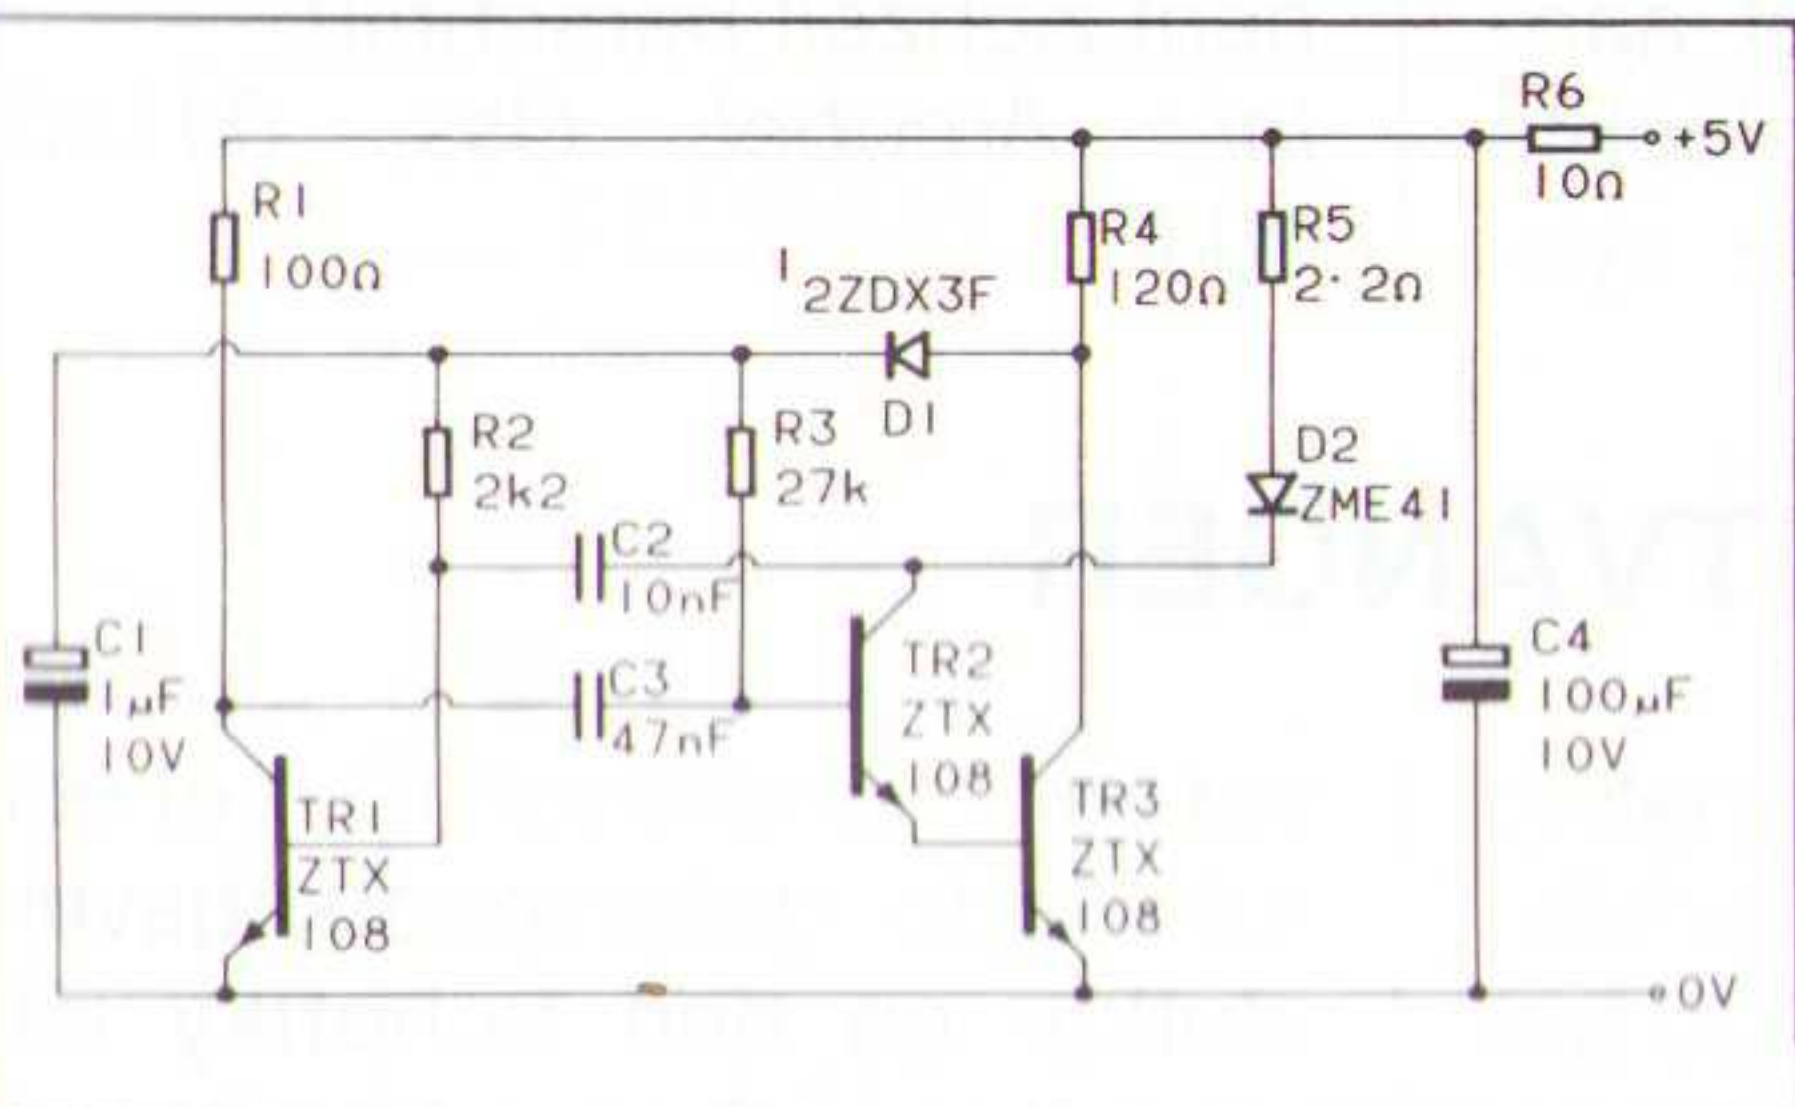 R6
+5V
10Ω
R1
100Ω
1
2ZDX3F
D1
R4
120Ω
R5
2·2Ω
R2
2k2
R3
27k
D2
ZME41
C2
10nF
C1
1µF
10V
C3
47nF
TR2
ZTX
108
C4
100µF
10V
TR1
ZTX
108
TR3
ZTX
108
0V